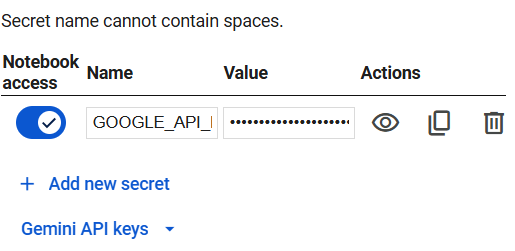 Secret name cannot contain spaces.
Notebook access Name Value Actions
GOOGLE_API_ ••••••••••••••••••••
Add new secret
Gemini API keys